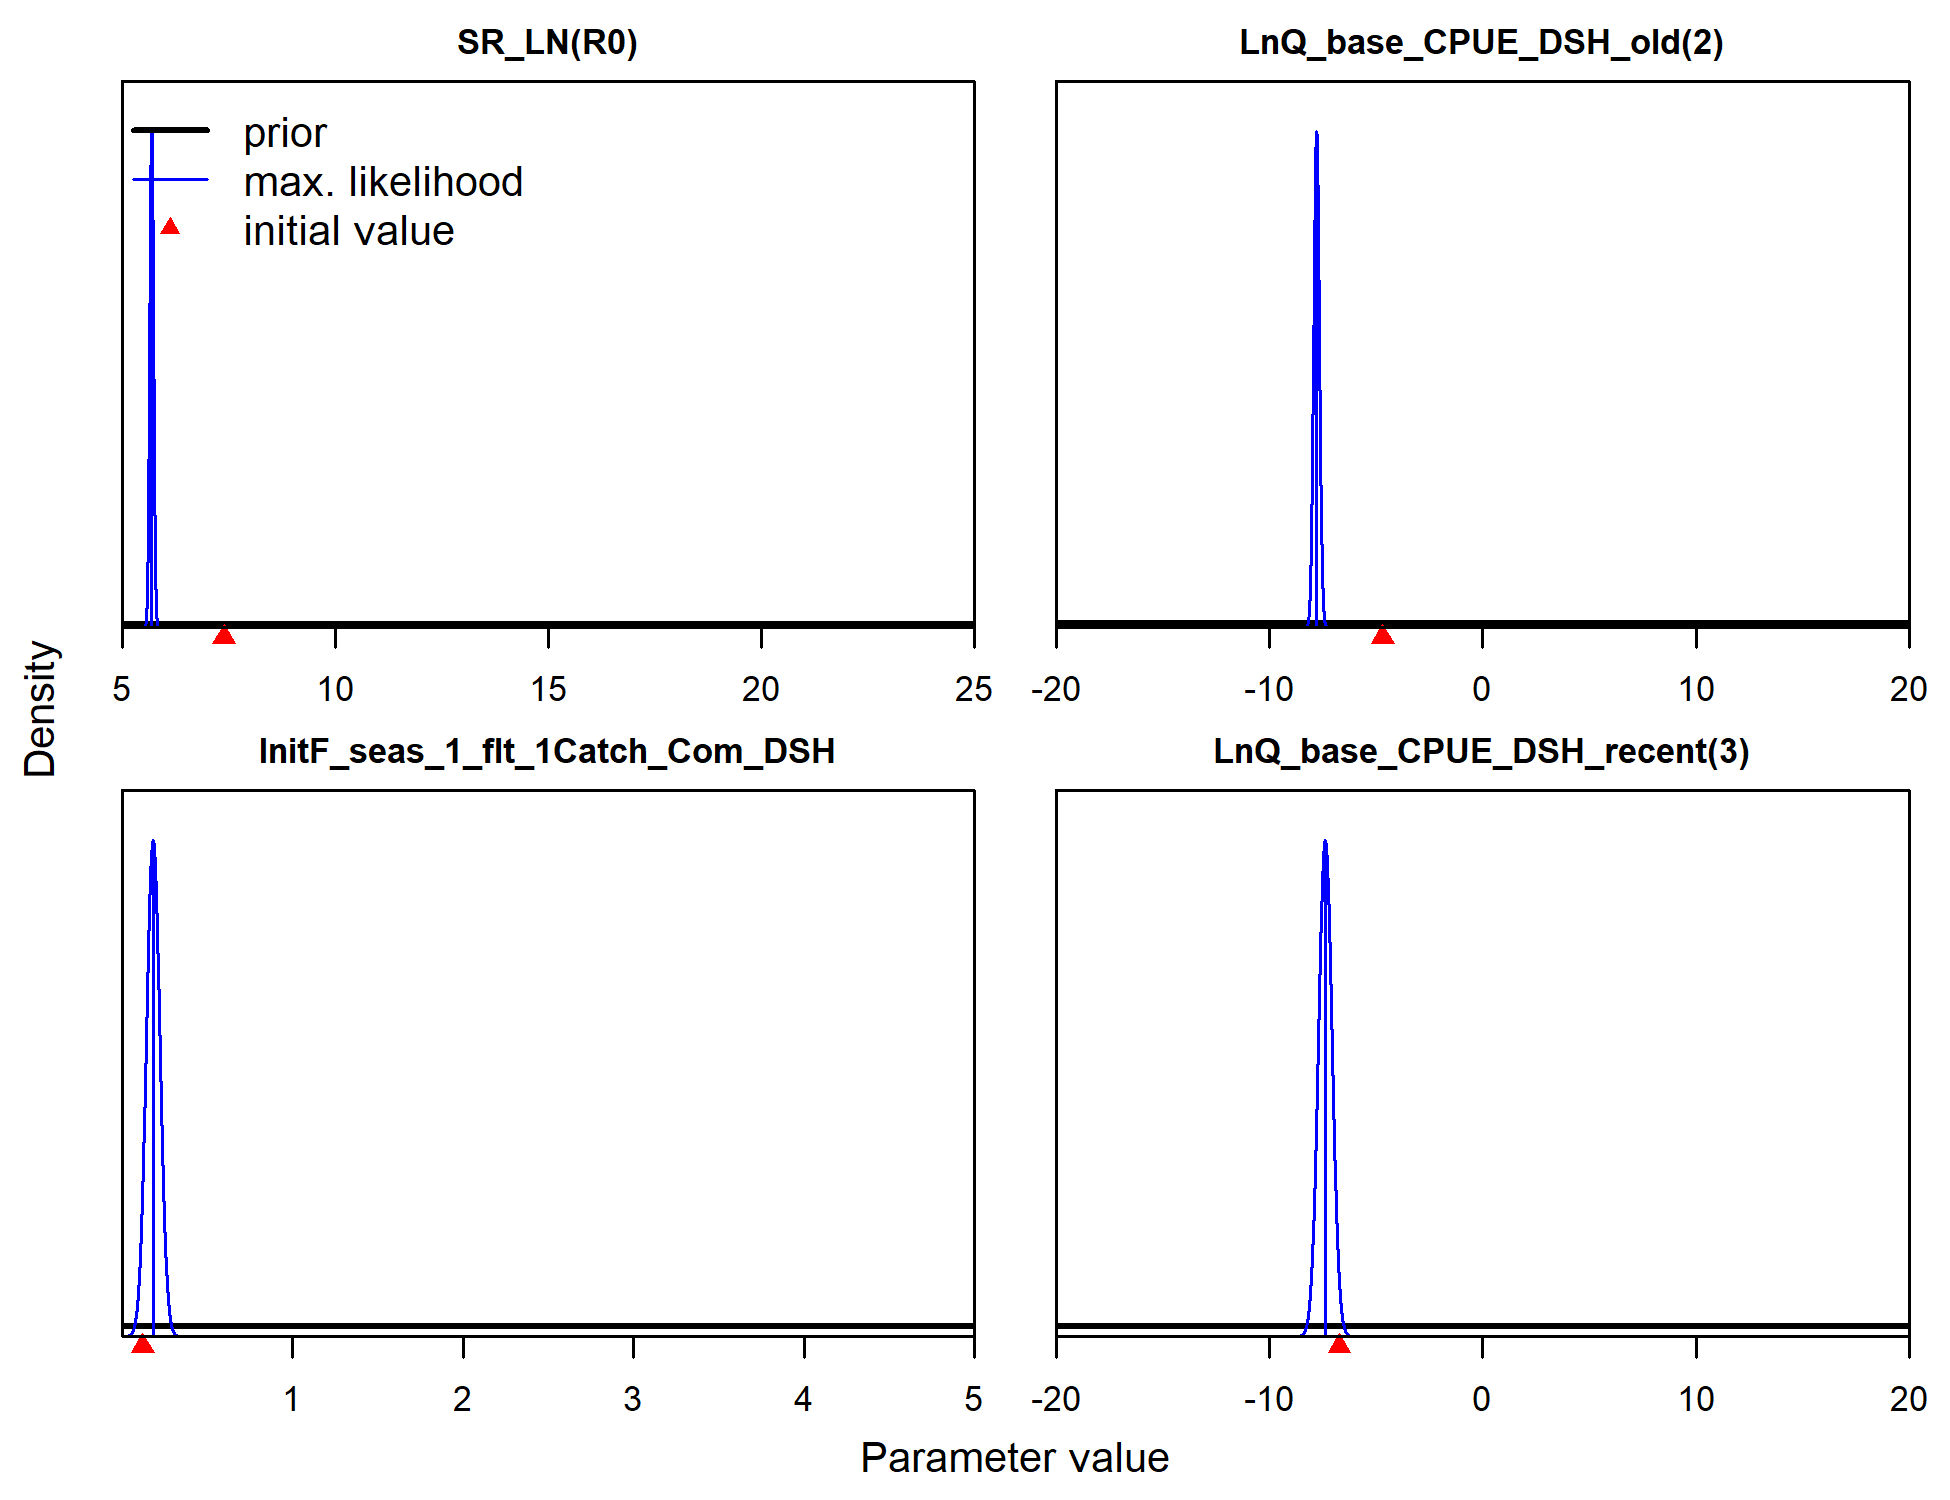 SR_LN(R0)
prior
max. likelihood
initial value
5 10 15 20 25
LnQ_base_CPUE_DSH_old(2)
-20 -10 0 10 20
InitF_seas_1_flt_1Catch_Com_DSH
1 2 3 4 5
LnQ_base_CPUE_DSH_recent(3)
-20 -10 0 10 20
Density
Parameter value